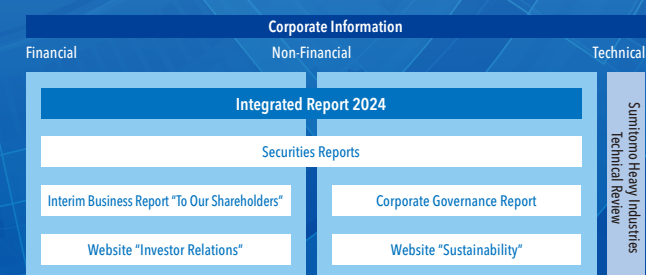 Corporate Information
Financial
Non-Financial
Technical
Integrated Report 2024
Securities Reports
Interim Business Report “To Our Shareholders”
Corporate Governance Report
Website “Investor Relations”
Website “Sustainability”
Sumitomo Heavy Industries
Technical Review